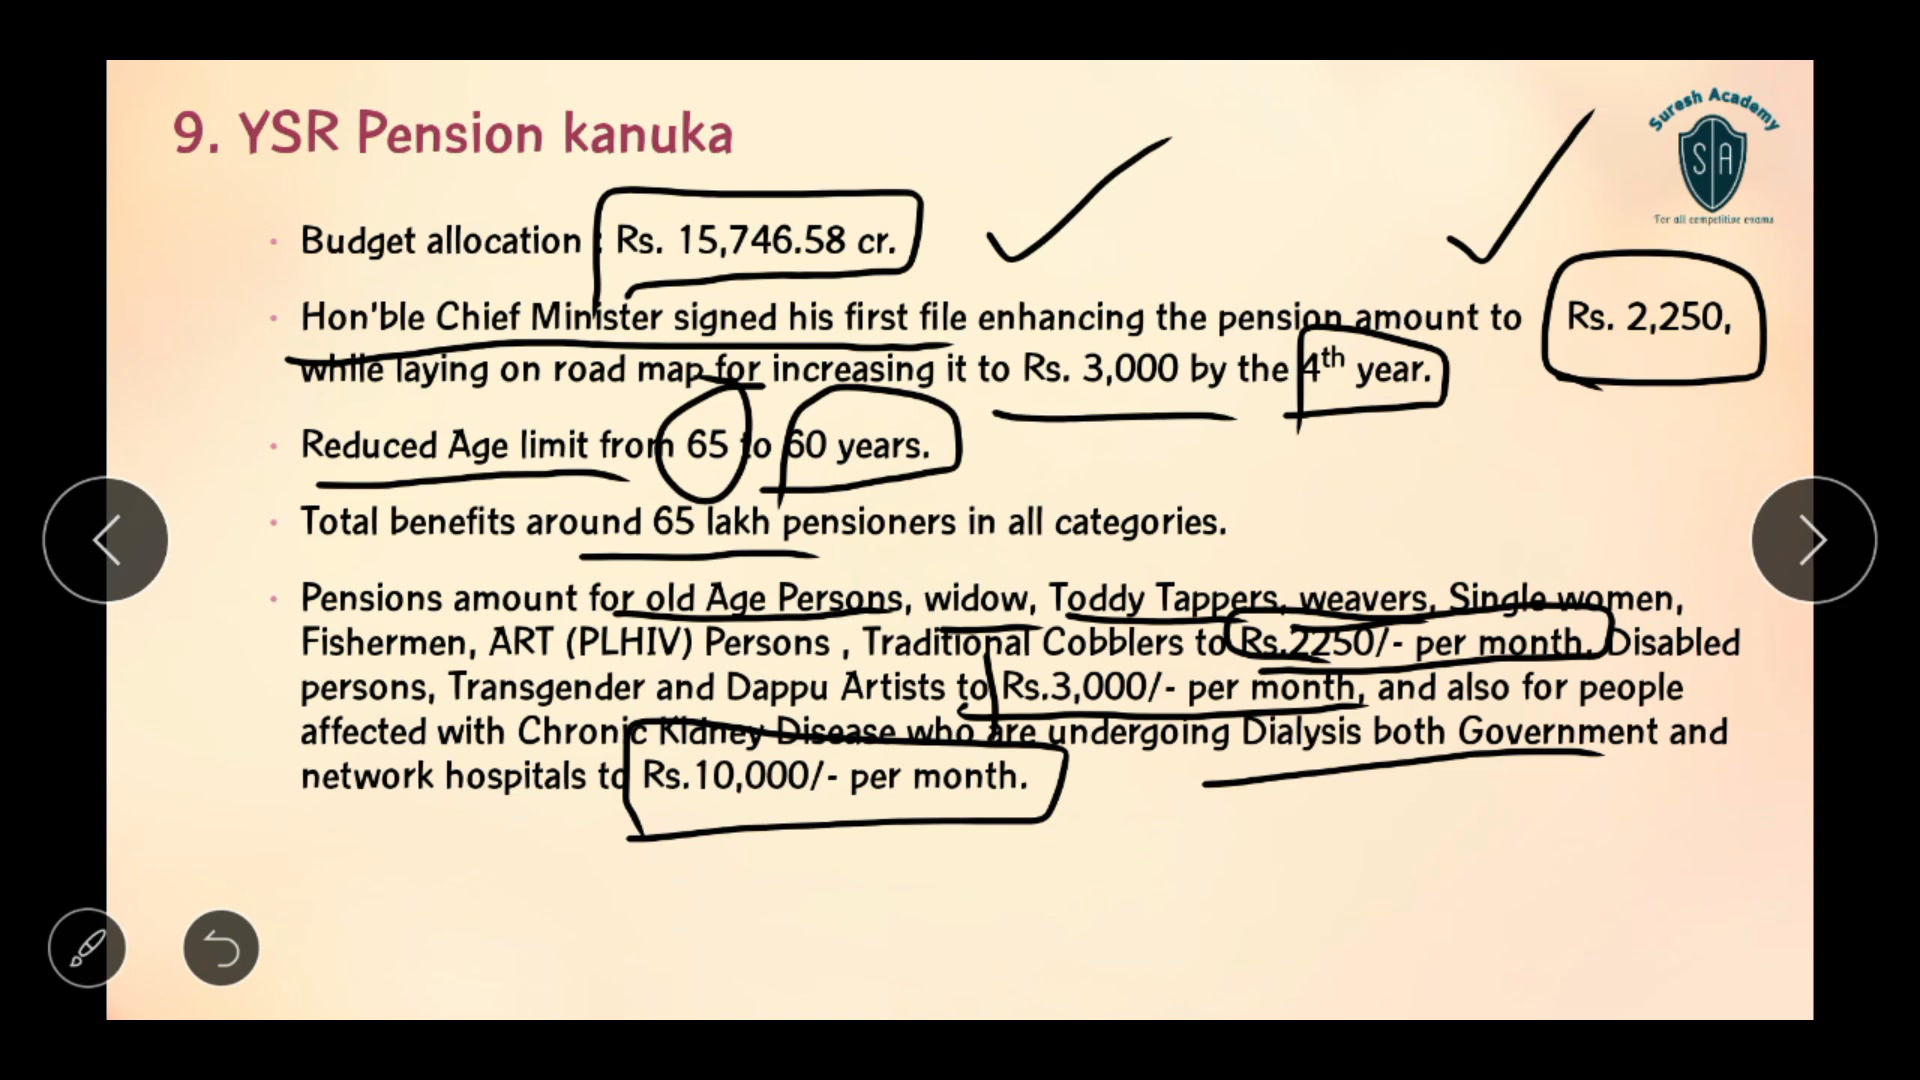 Suresh Academy
S A
For all competitive exams
9. YSR Pension kanuka
• Budget allocation : Rs. 15,746.58 cr.
• Hon'ble Chief Minister signed his first file enhancing the pension amount to Rs. 2,250,
while laying on road map for increasing it to Rs. 3,000 by the 4th year.
• Reduced Age limit from 65 to 60 years.
• Total benefits around 65 lakh pensioners in all categories.
• Pensions amount for old Age Persons, widow, Toddy Tappers, weavers, Single women,
Fishermen, ART (PLHIV) Persons , Traditional Cobblers to Rs.2250/- per month. Disabled
persons, Transgender and Dappu Artists to Rs.3,000/- per month, and also for people
affected with Chronic Kidney Disease who are undergoing Dialysis both Government and
network hospitals to Rs.10,000/- per month.